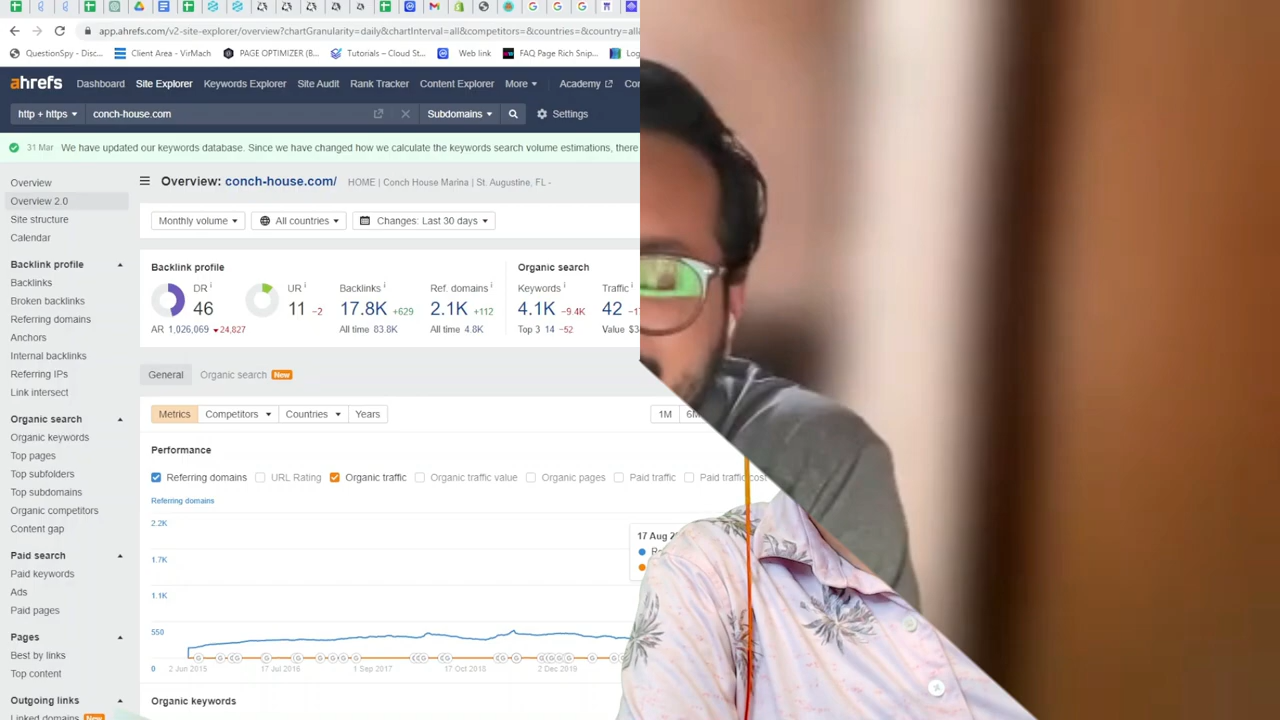 app.ahrefs.com/v2-site-explorer/overview?chartGranularity=daily&chartInterval=all&competitors=&countries=&country=all
QuestionSpy - Disc... Client Area - VirMach PAGE OPTIMIZER (B... Tutorials – Cloud St... Web link FAQ Page Rich Snip...
ahrefs Dashboard Site Explorer Keywords Explorer Site Audit Rank Tracker Content Explorer More Academy
http + https conch-house.com Subdomains Settings
31 Mar We have updated our keywords database. Since we have changed how we calculate the keywords search volume estimations, there
Overview
Overview 2.0
Site structure
Calendar
Backlink profile
Backlinks
Broken backlinks
Referring domains
Anchors
Internal backlinks
Referring IPs
Link intersect
Organic search
Organic keywords
Top pages
Top subfolders
Top subdomains
Organic competitors
Content gap
Paid search
Paid keywords
Ads
Paid pages
Pages
Best by links
Top content
Outgoing links
Linked domains New
Overview: conch-house.com/ HOME | Conch House Marina | St. Augustine, FL -
Monthly volume All countries Changes: Last 30 days
Backlink profile
DR i UR i Backlinks i Ref. domains i
46 11 −2 17.8K +629 2.1K +112
AR 1,026,069 24,827 All time 83.8K All time 4.8K
Organic search
Keywords i Traffic
4.1K −9.4K 42
Top 3 14 −52 Value
General Organic search New
Metrics Competitors Countries Years 1M
Performance
Referring domains URL Rating Organic traffic Organic traffic value Organic pages Paid traffic Paid traffic cost
Referring domains
2.2K
17 Aug
1.7K
1.1K
550
0 2 Jun 2015 17 Jul 2016 1 Sep 2017 17 Oct 2018 2 Dec 2019
Organic keywords